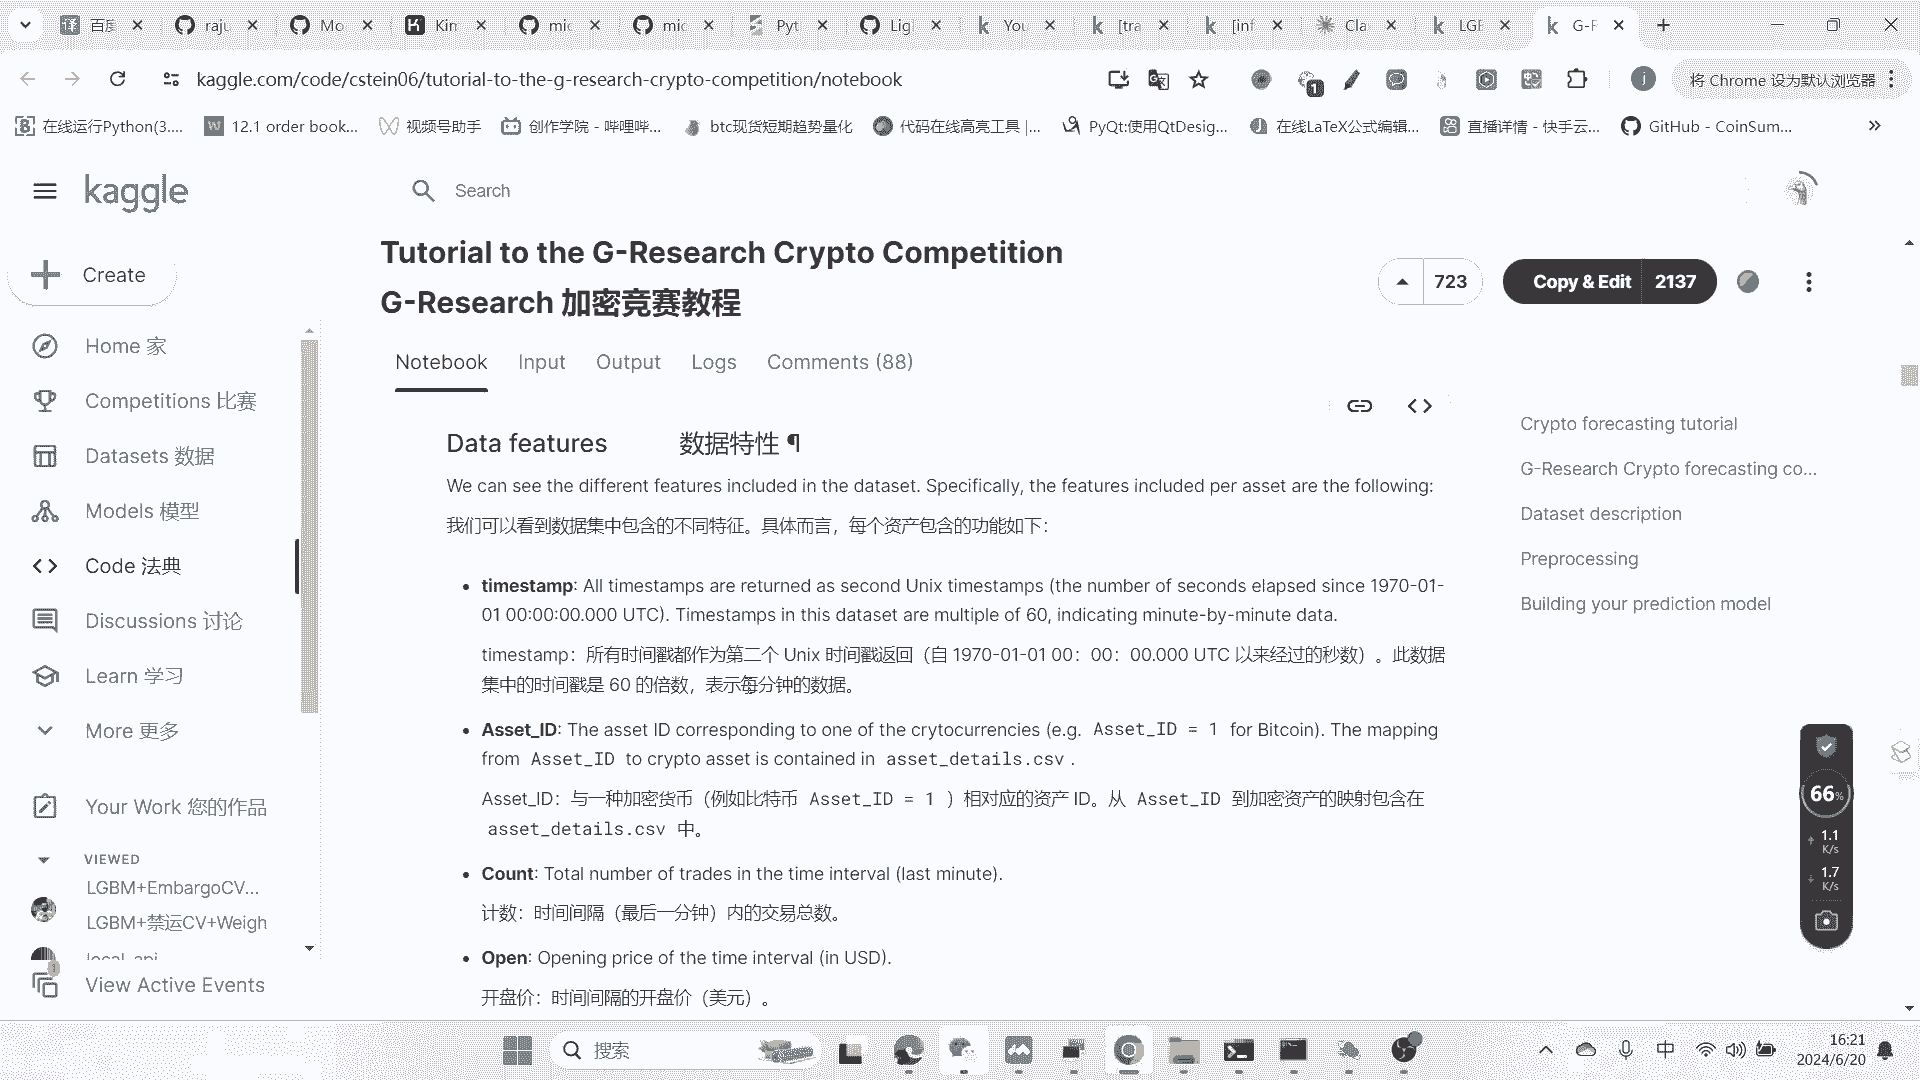 百度
raju
Mo
Kin
mic
mic
Pyt
Lig
You
[tra
[inf
Cla
LGE
G-F
kaggle.com/code/cstein06/tutorial-to-the-g-research-crypto-competition/notebook
1
j
将 Chrome 设为默认浏览器
在线运行Python(3....
12.1 order book...
视频号助手
创作学院 - 哔哩哔...
btc现货短期趋势量化
代码在线高亮工具 |...
PyQt:使用QtDesig...
在线LaTeX公式编辑...
直播详情 - 快手云...
GitHub - CoinSum...
kaggle
Search
Create
Home 家
Competitions 比赛
Datasets 数据
Models 模型
Code 法典
Discussions 讨论
Learn 学习
More 更多
Your Work 您的作品
VIEWED
LGBM+EmbargoCV...
LGBM+禁运CV+Weigh
local_api
1
View Active Events
Tutorial to the G-Research Crypto Competition
G-Research 加密竞赛教程
723
Copy & Edit 2137
Notebook
Input
Output
Logs
Comments (88)
Data features 数据特性 ¶
We can see the different features included in the dataset. Specifically, the features included per asset are the following:
我们可以看到数据集中包含的不同特征。具体而言，每个资产包含的功能如下：
• timestamp: All timestamps are returned as second Unix timestamps (the number of seconds elapsed since 1970-01-
01 00:00:00.000 UTC). Timestamps in this dataset are multiple of 60, indicating minute-by-minute data.
timestamp：所有时间戳都作为第二个 Unix 时间戳返回（自 1970-01-01 00：00：00.000 UTC 以来经过的秒数）。此数据
集中的时间戳是 60 的倍数，表示每分钟的数据。
• Asset_ID: The asset ID corresponding to one of the crytocurrencies (e.g. Asset_ID = 1 for Bitcoin). The mapping
from Asset_ID to crypto asset is contained in asset_details.csv .
Asset_ID：与一种加密货币（例如比特币 Asset_ID = 1 ）相对应的资产 ID。从 Asset_ID 到加密资产的映射包含在
asset_details.csv 中。
• Count: Total number of trades in the time interval (last minute).
计数：时间间隔（最后一分钟）内的交易总数。
• Open: Opening price of the time interval (in USD).
开盘价：时间间隔的开盘价（美元）。
Crypto forecasting tutorial
G-Research Crypto forecasting co...
Dataset description
Preprocessing
Building your prediction model
66%
1.1
K/s
1.7
K/s
搜索
中
16:21
2024/6/20